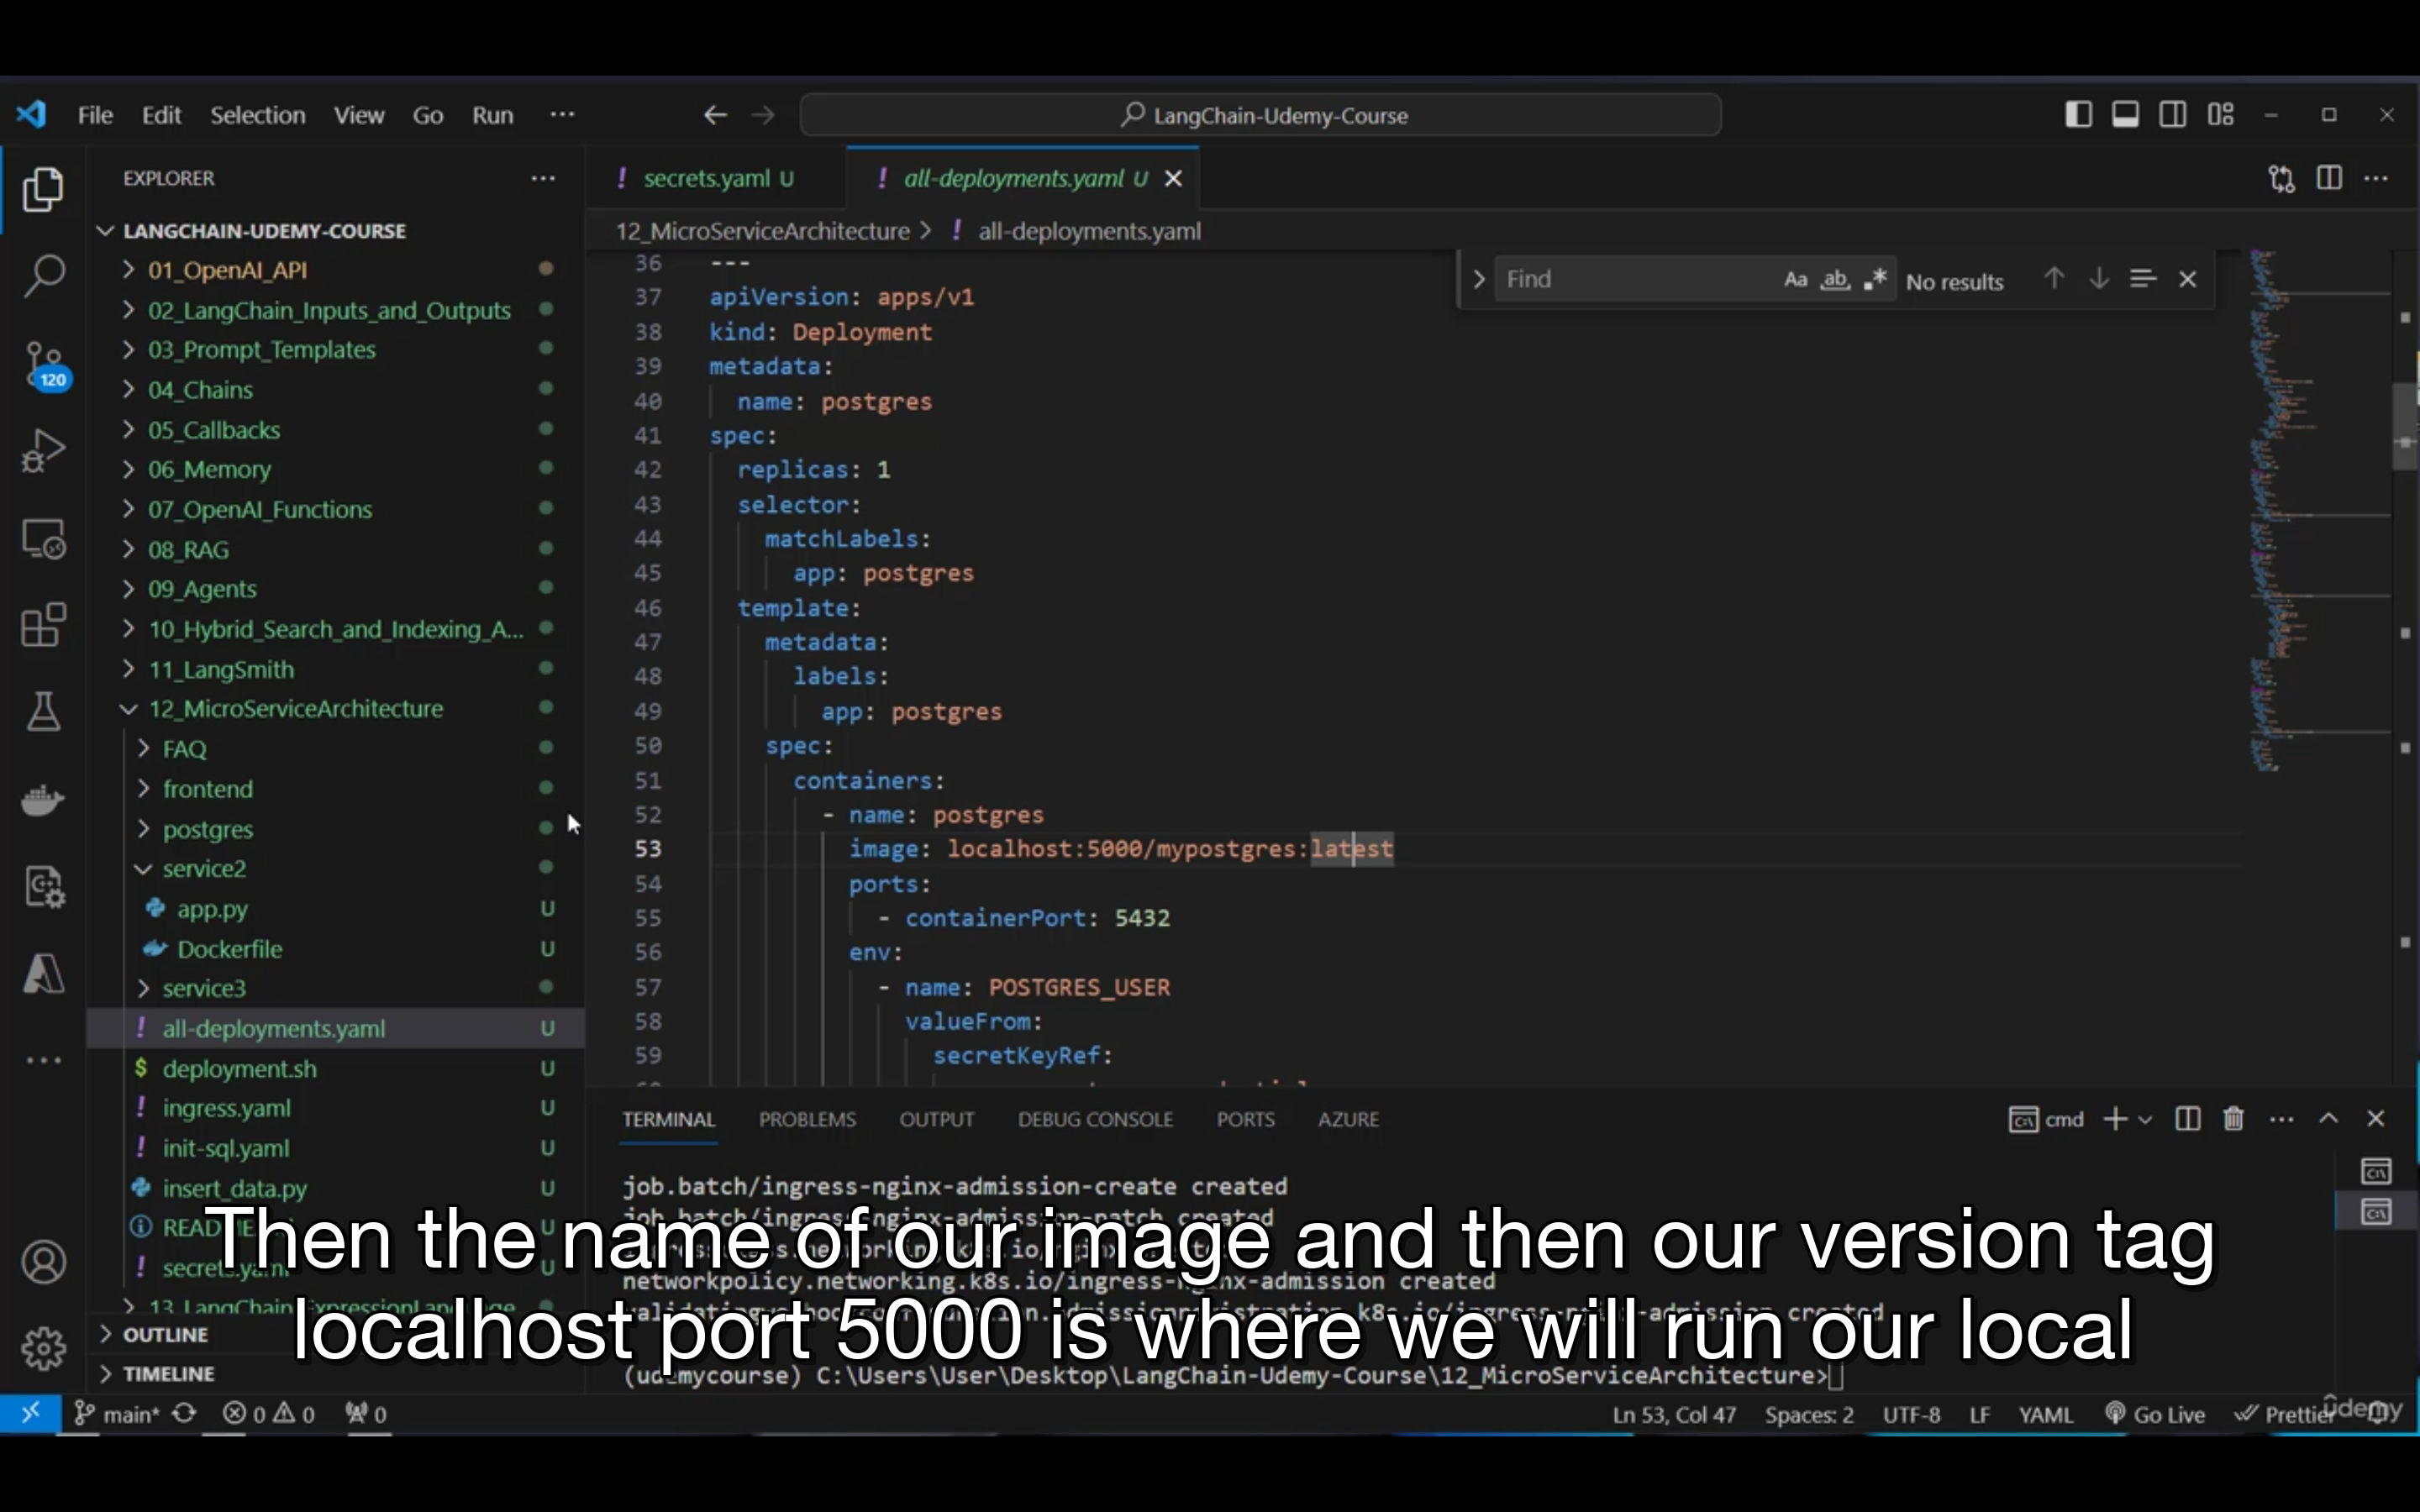 File Edit Selection View Go Run ···
LangChain-Udemy-Course
EXPLORER
LANGCHAIN-UDEMY-COURSE
01_OpenAI_API
02_LangChain_Inputs_and_Outputs
03_Prompt_Templates
04_Chains
05_Callbacks
06_Memory
07_OpenAI_Functions
08_RAG
09_Agents
10_Hybrid_Search_and_Indexing_A...
11_LangSmith
12_MicroServiceArchitecture
FAQ
frontend
postgres
service2
app.py U
Dockerfile U
service3
all-deployments.yaml U
deployment.sh U
ingress.yaml U
init-sql.yaml U
insert_data.py U
U
secrets.yaml U
OUTLINE
TIMELINE
120
secrets.yaml U
all-deployments.yaml U
12_MicroServiceArchitecture > all-deployments.yaml
Find Aa ab No results
36 ---
37 apiVersion: apps/v1
38 kind: Deployment
39 metadata:
40 name: postgres
41 spec:
42 replicas: 1
43 selector:
44 matchLabels:
45 app: postgres
46 template:
47 metadata:
48 labels:
49 app: postgres
50 spec:
51 containers:
52 - name: postgres
53 image: localhost:5000/mypostgres:latest
54 ports:
55 - containerPort: 5432
56 env:
57 - name: POSTGRES_USER
58 valueFrom:
59 secretKeyRef:
TERMINAL PROBLEMS OUTPUT DEBUG CONSOLE PORTS AZURE
cmd
job.batch/ingress-nginx-admission-create created
job.batch/ingress-nginx-admission-patch created
networkpolicy.networking.k8s.io/ingress-nginx-admission created
(udemycourse) C:\Users\User\Desktop\LangChain-Udemy-Course\12_MicroServiceArchitecture>
Then the name of our image and then our version tag
localhost port 5000 is where we will run our local
main* 0 0 0
Ln 53, Col 47 Spaces: 2 UTF-8 LF YAML Go Live Prettier
ûdemy